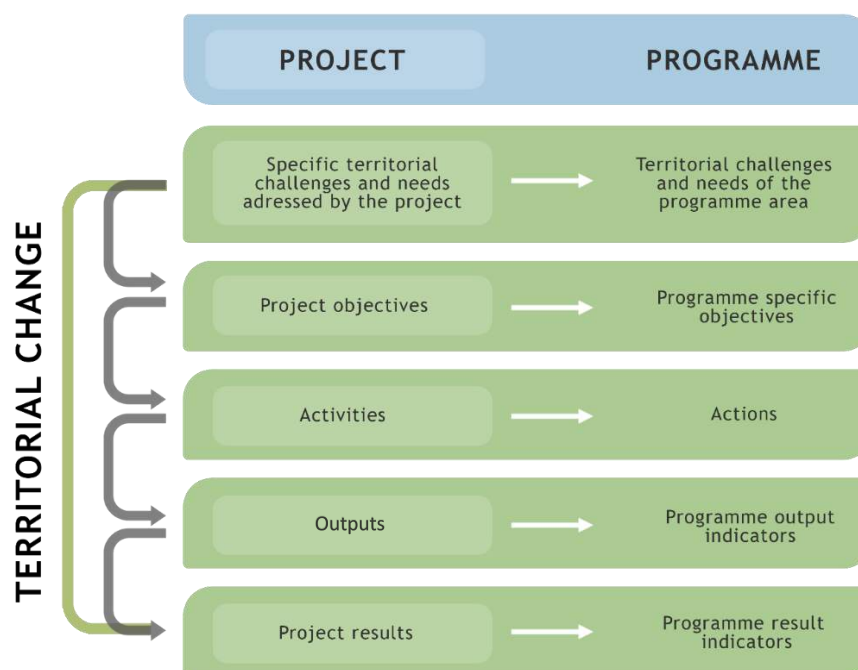 PROJECT
PROGRAMME
TERRITORIAL CHANGE
Specific territorial
challenges and needs
adressed by the project
Territorial challenges
and needs of the
programme area
Project objectives
Programme specific
objectives
Activities
Actions
Outputs
Programme output
indicators
Project results
Programme result
indicators